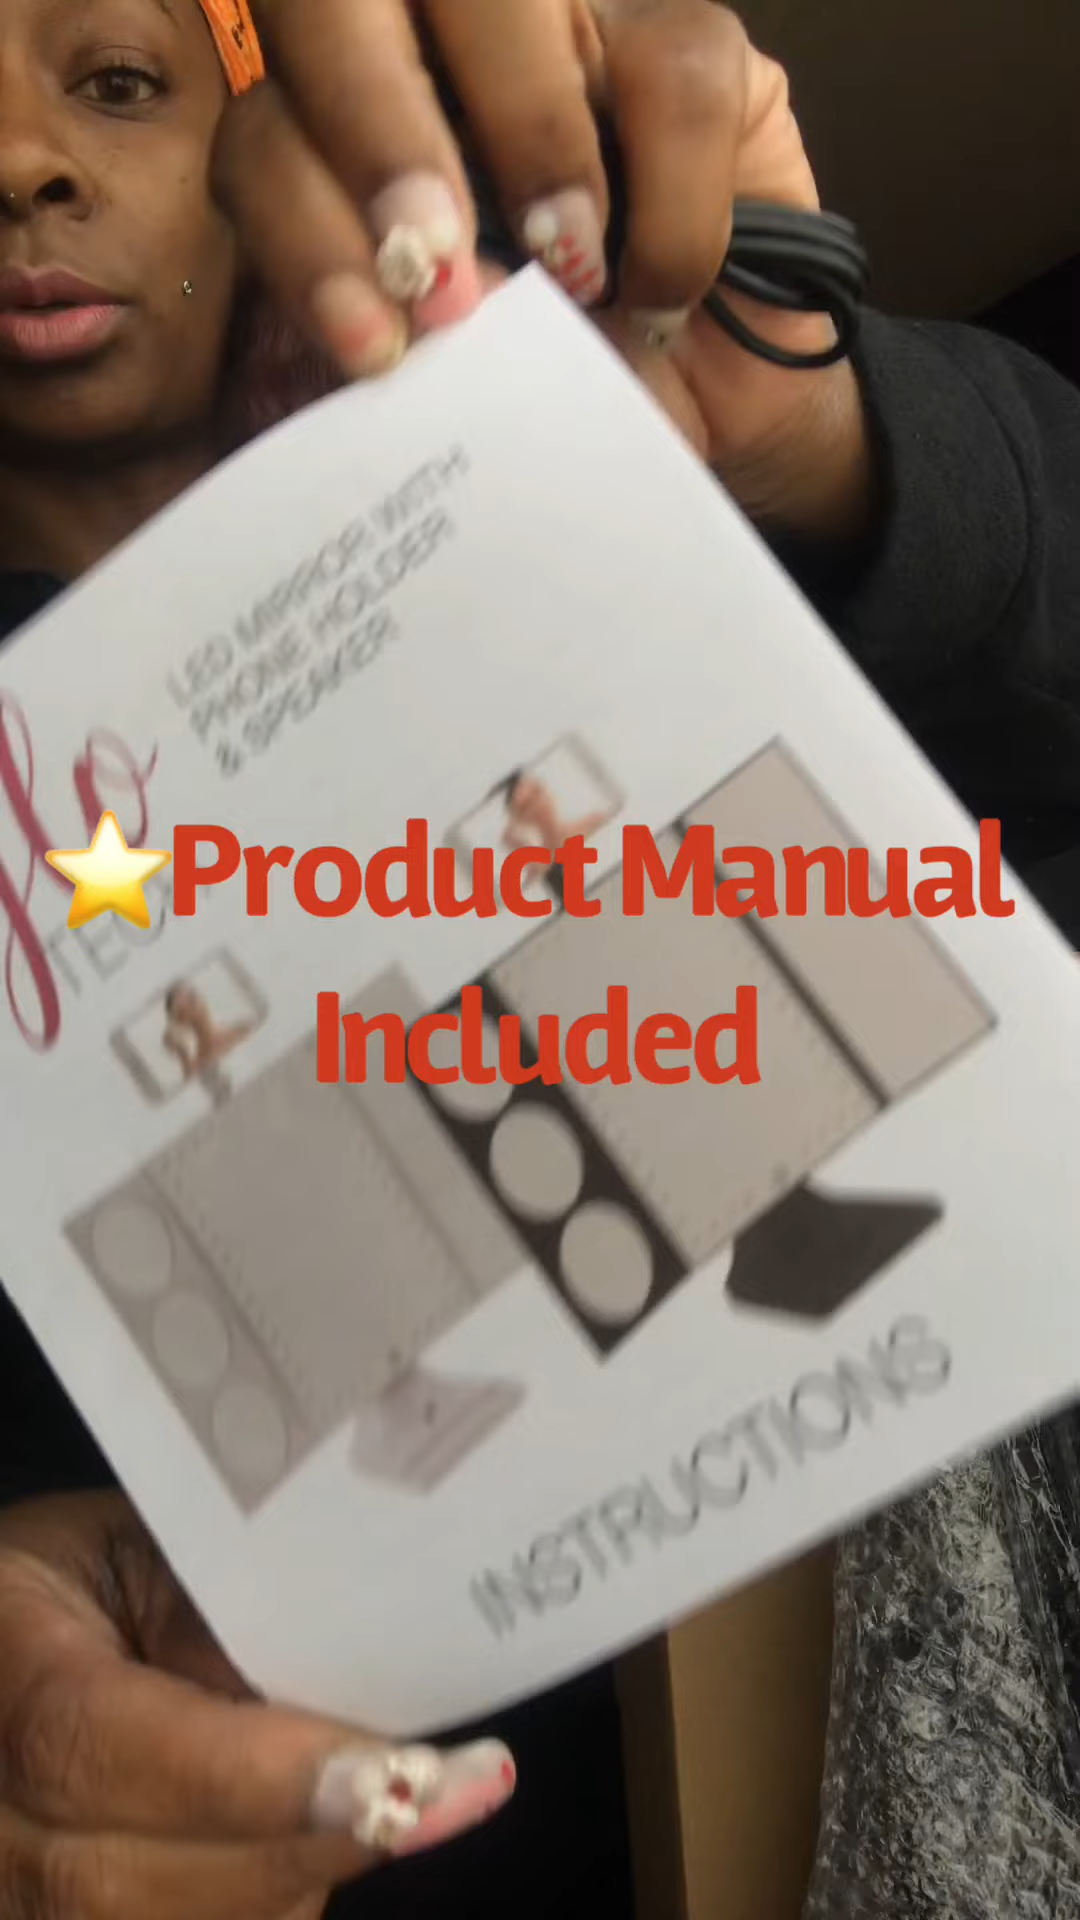 LED MIRROR WITH
PHONE HOLDER
& SPEAKER
⭐Product Manual
Included
INSTRUCTIONS